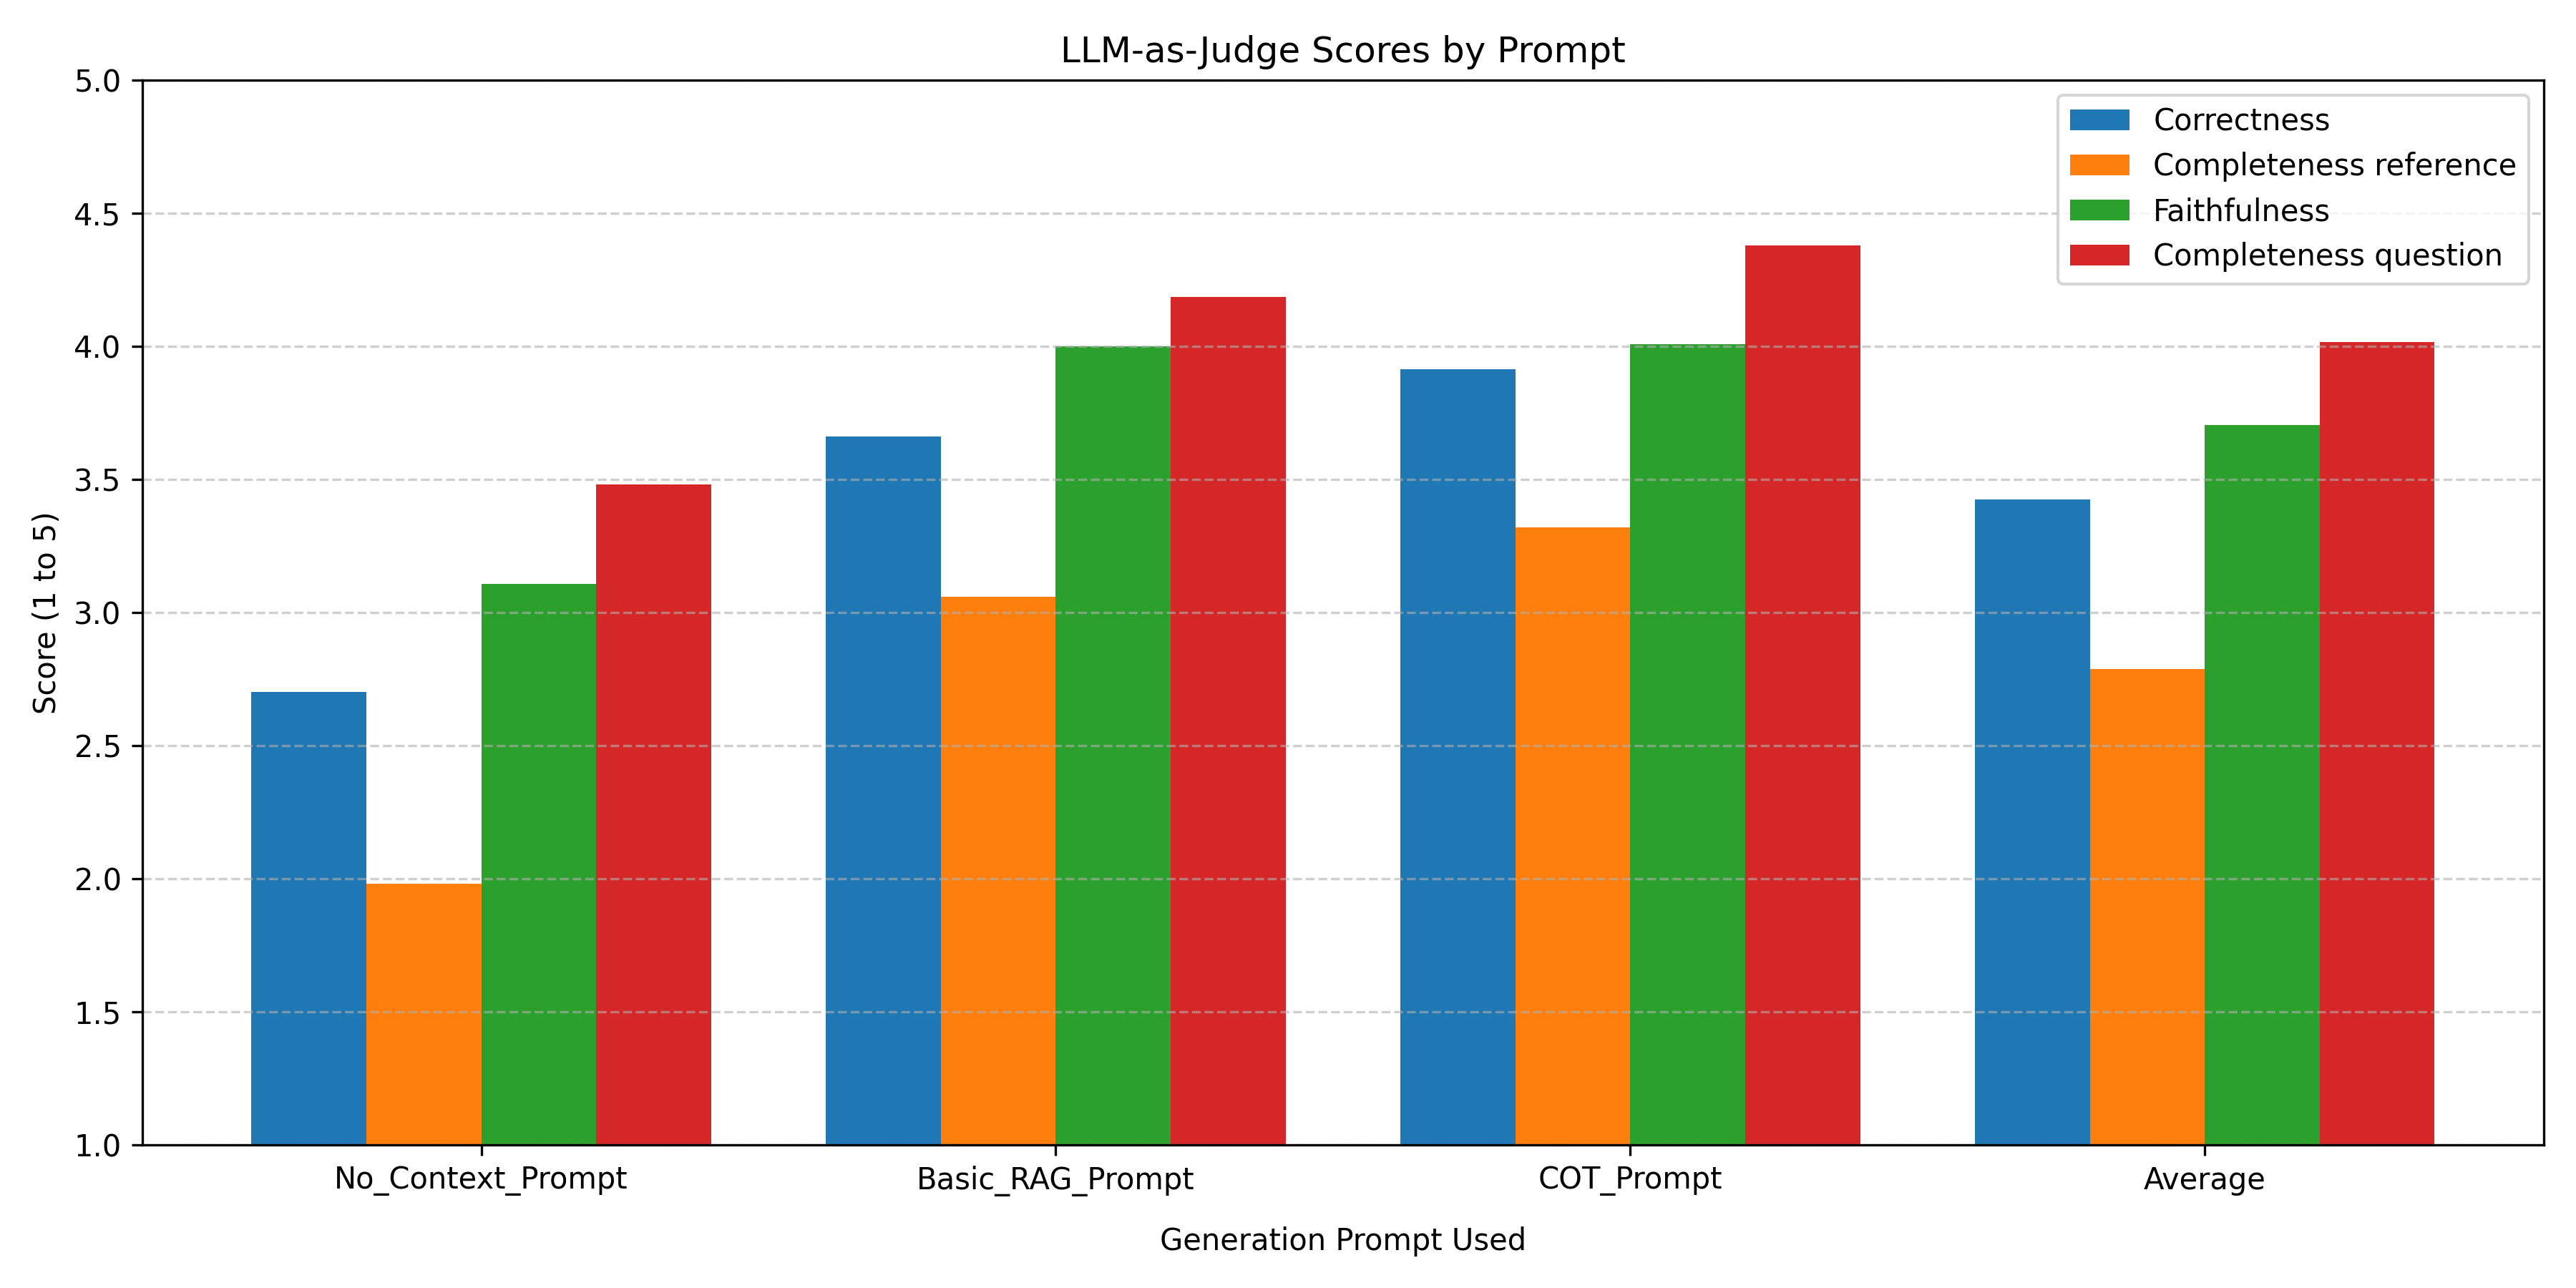 LLM-as-Judge Scores by Prompt
5.0
4.5
4.0
3.5
3.0
2.5
2.0
1.5
1.0
Score (1 to 5)
Correctness
Completeness reference
Faithfulness
Completeness question
No_Context_Prompt
Basic_RAG_Prompt
COT_Prompt
Average
Generation Prompt Used